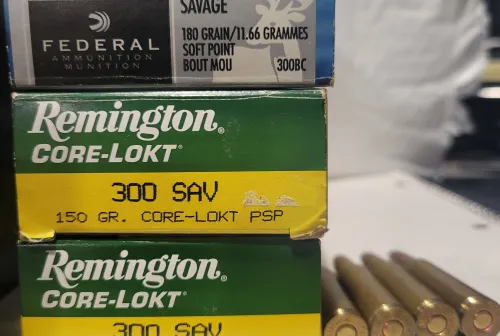 SAVAGE
180 GRAIN/11.66 GRAMMES
SOFT POINT
BOUT MOU 300BC
FEDERAL
AMMUNITION
MUNITION
Remington®
CORE-LOKT®
300 SAV
150 GR. CORE-LOKT PSP
Remington®
CORE-LOKT®
300 SAV